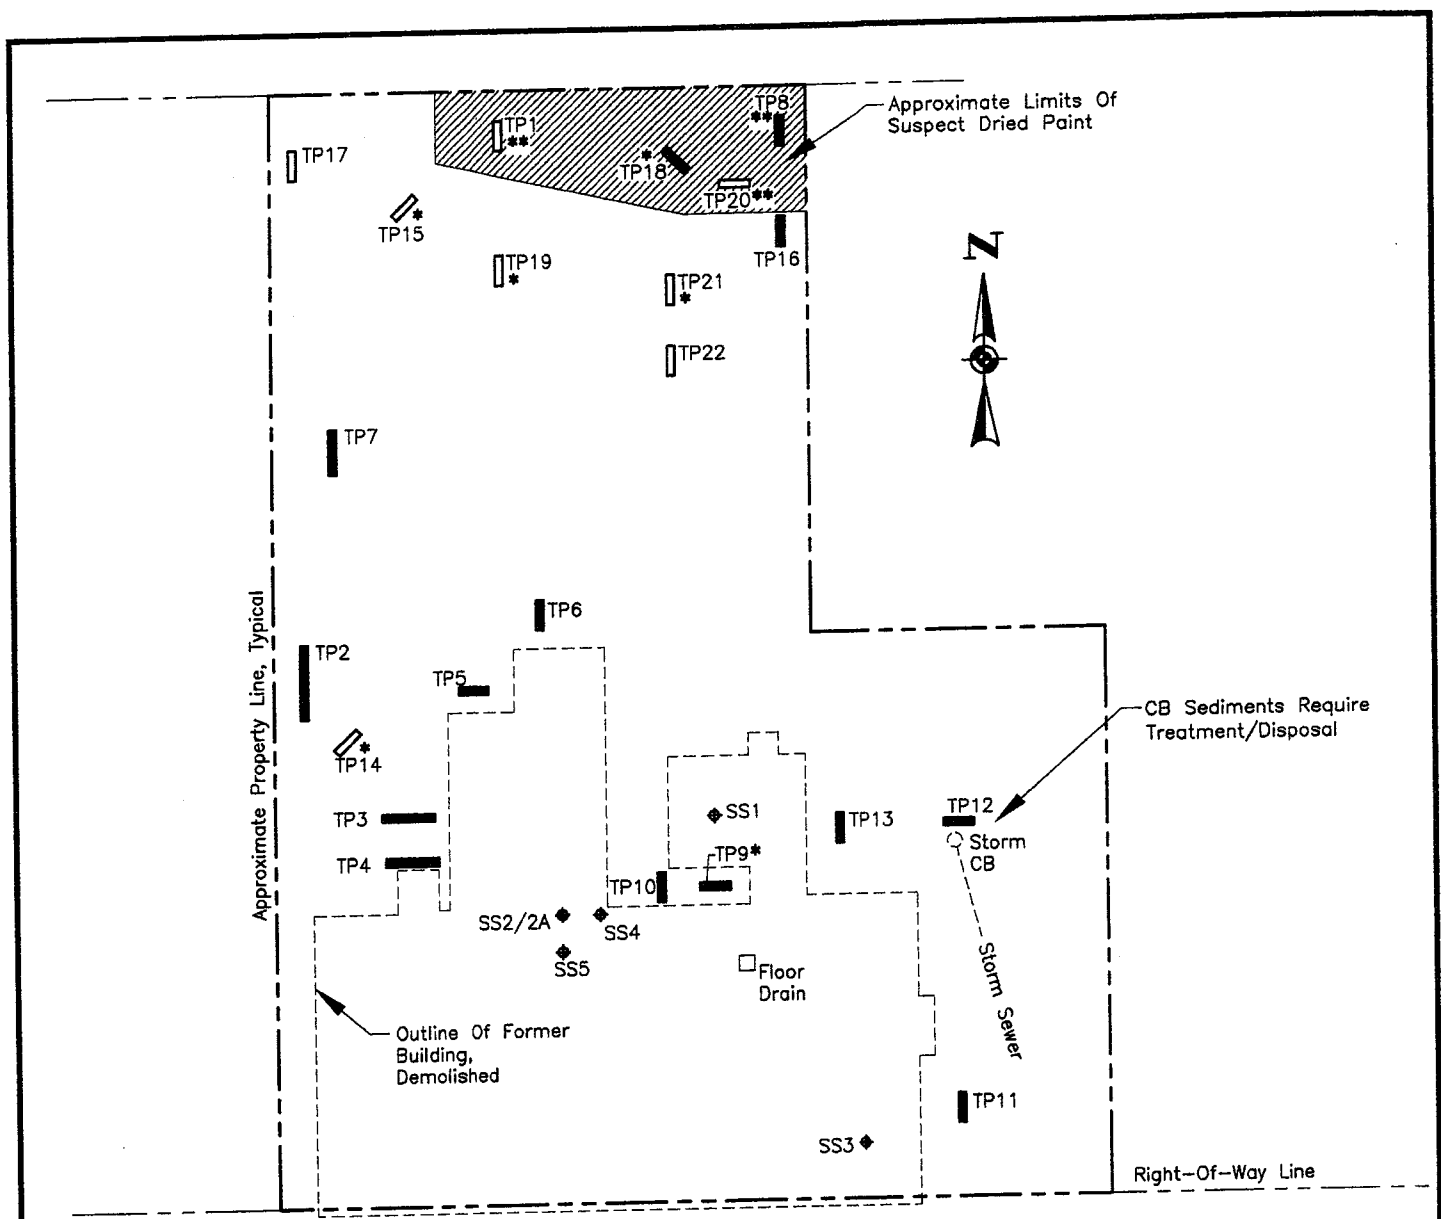 Approximate Limits Of
Suspect Dried Paint
TP8
**
TP1
**
TP17
*
TP18
TP20**
*
TP15
TP16
N
TP19
*
TP21
*
TP22
TP7
TP6
Approximate Property Line, Typical
TP2
TP5
CB Sediments Require
Treatment/Disposal
*
TP14
TP3
SS1
TP13
TP12
Storm
CB
TP4
TP9*
TP10
SS2/2A
SS4
SS5
Floor
Drain
Storm Sewer
Outline Of Former
Building,
Demolished
TP11
SS3
Right-Of-Way Line